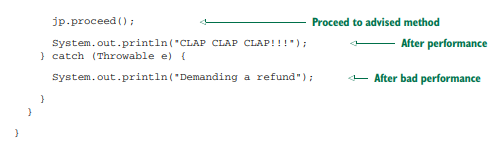 jp.proceed(); Proceed to advised method
System.out.println("CLAP CLAP CLAP!!!"); After performance
} catch (Throwable e) {
System.out.println("Demanding a refund"); After bad performance
}
}
}